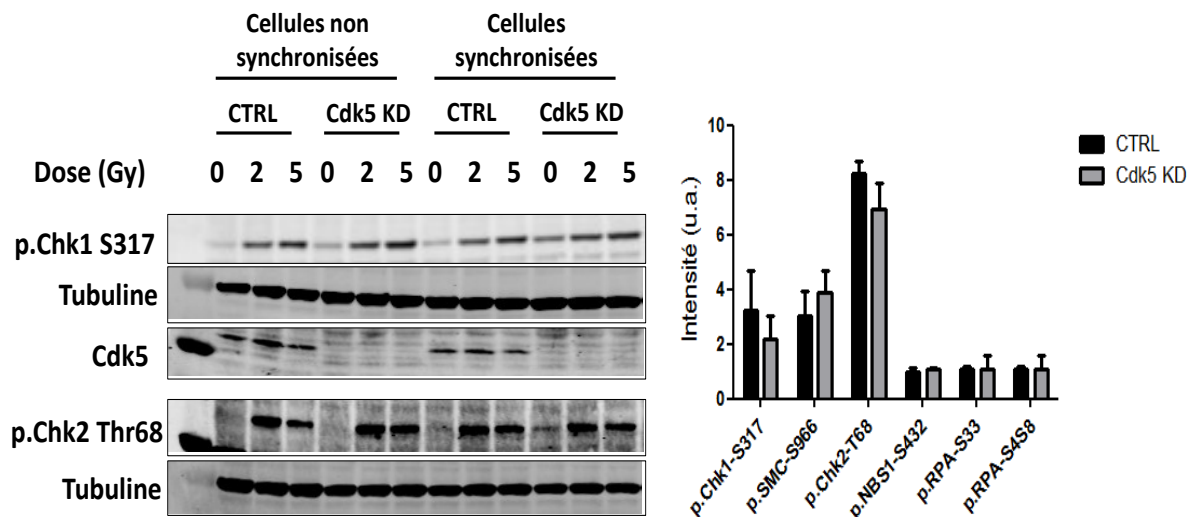 Cellules non
synchronisées
Cellules
synchronisées
CTRL Cdk5 KD CTRL Cdk5 KD
Dose (Gy) 0 2 5 0 2 5 0 2 5 0 2 5
p.Chk1 S317
Tubuline
Cdk5
p.Chk2 Thr68
Tubuline
10
8
6
4
2
0
Intensité (u.a.)
CTRL
Cdk5 KD
p.Chk1-S317
p.SMC-S966
p.Chk2-T68
p.NBS1-S432
p.RPA-S33
p.RPA-S4S8